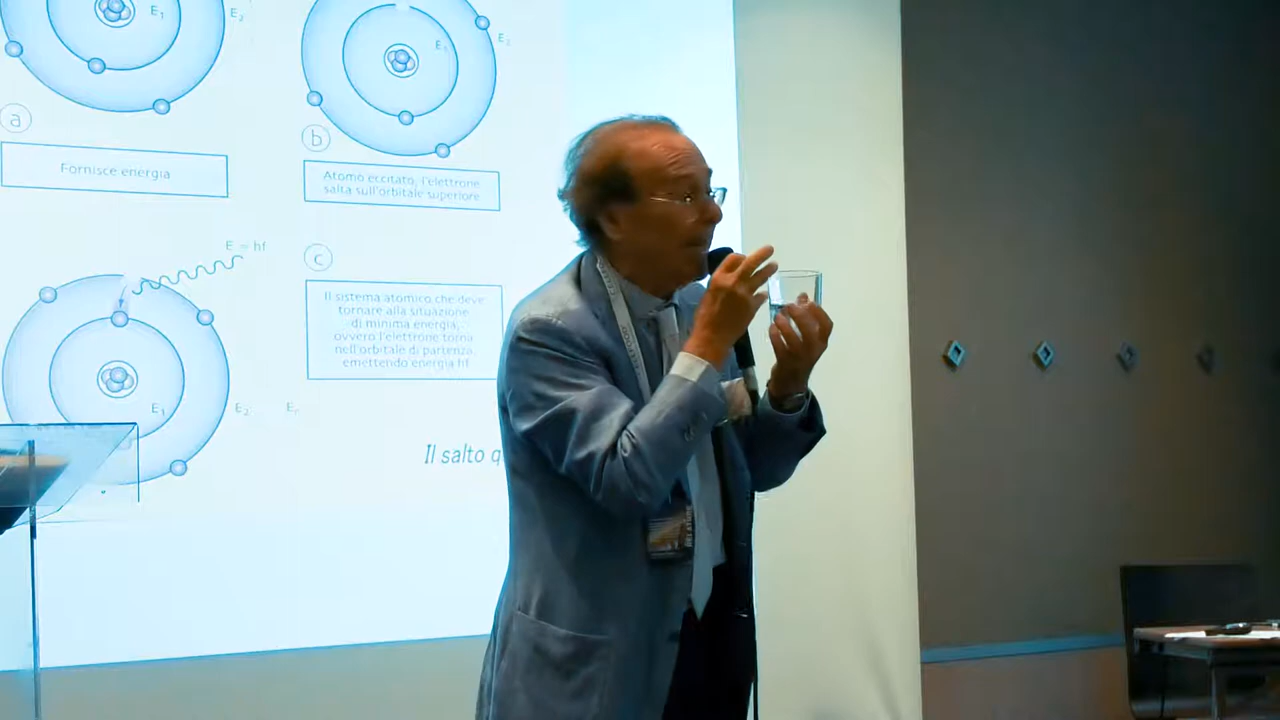 E₁
E₂
E₁
E₂
a
b
Fornisce energia
Atomo eccitato, l'elettrone
salta sull'orbitale superiore
E = hf
c
Il sistema atomico che deve
tornare alla situazione
di minima energia,
ovvero l'elettrone torna
nell'orbitale di partenza
emettendo energia hf
E₁
E₂
Il salto